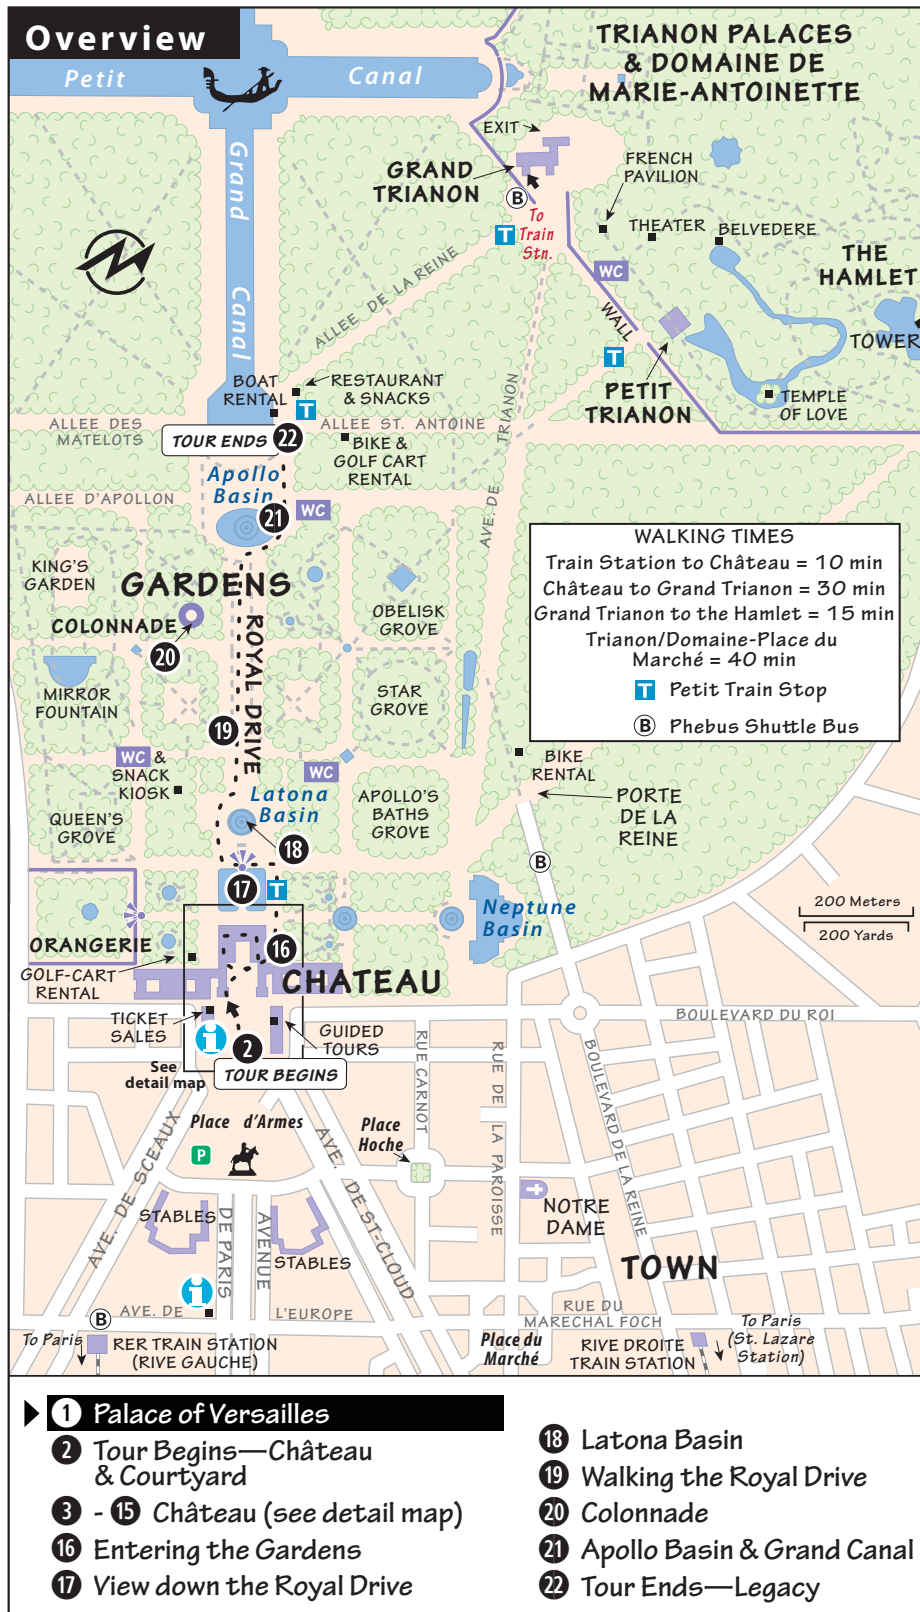 Overview
Petit
Canal
TRIANON PALACES
& DOMAINE DE
MARIE-ANTOINETTE
EXIT
Grand
Canal
GRAND
TRIANON
FRENCH
PAVILION
B
To
Train
Stn.
T
THEATER
BELVEDERE
THE
HAMLET
WC
ALLEE DE LA REINE
WALL
TOWER
T
PETIT
TRIANON
TEMPLE
OF LOVE
BOAT
RENTAL
RESTAURANT
& SNACKS
T
ALLEE DES
MATELOTS
TOUR ENDS 22
ALLEE ST. ANTOINE
BIKE &
GOLF CART
RENTAL
AVE. DE TRIANON
Apollo
Basin
ALLEE D'APOLLON
21
WC
WALKING TIMES
Train Station to Château = 10 min
Château to Grand Trianon = 30 min
Grand Trianon to the Hamlet = 15 min
Trianon/Domaine-Place du
Marché = 40 min
T Petit Train Stop
B Phebus Shuttle Bus
KING'S
GARDEN
GARDENS
COLONNADE
20
ROYAL DRIVE
OBELISK
GROVE
MIRROR
FOUNTAIN
19
STAR
GROVE
WC &
SNACK
KIOSK
WC
BIKE
RENTAL
Latona
Basin
APOLLO'S
BATHS
GROVE
QUEEN'S
GROVE
PORTE
DE LA
REINE
18
B
17
T
Neptune
Basin
200 Meters
200 Yards
ORANGERIE
16
GOLF-CART
RENTAL
CHATEAU
TICKET
SALES
i
2
GUIDED
TOURS
BOULEVARD DU ROI
See
detail map
TOUR BEGINS
RUE CARNOT
RUE DE LA PAROISSE
BOULEVARD DE LA REINE
Place d'Armes
Place
Hoche
P
AVE. DE SCEAUX
AVE. DE ST-CLOUD
STABLES
AVENUE
DE PARIS
STABLES
NOTRE
DAME
TOWN
i
AVE. DE L'EUROPE
B
RUE DU
MARECHAL FOCH
To Paris
RER TRAIN STATION
(RIVE GAUCHE)
Place du
Marché
RIVE DROITE
TRAIN STATION
To Paris
(St. Lazare
Station)
1 Palace of Versailles
2 Tour Begins—Château
& Courtyard
3 - 15 Château (see detail map)
16 Entering the Gardens
17 View down the Royal Drive
18 Latona Basin
19 Walking the Royal Drive
20 Colonnade
21 Apollo Basin & Grand Canal
22 Tour Ends—Legacy